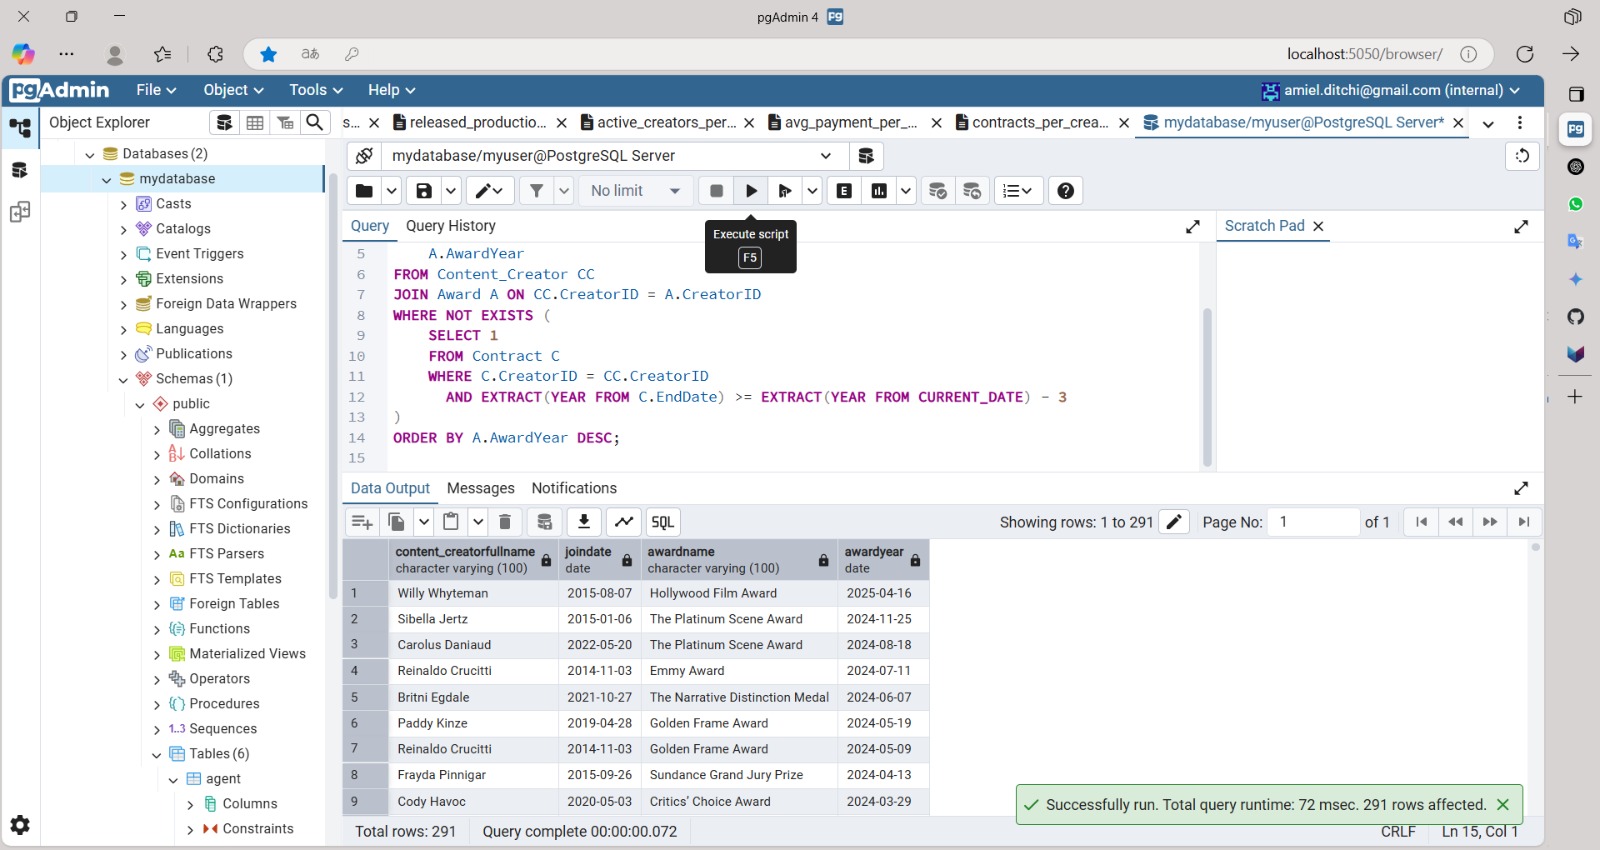 pgAdmin 4
localhost:5050/browser/
pgAdmin File Object Tools Help amiel.ditchi@gmail.com (internal)
Object Explorer
s... released_productio... active_creators_per... avg_payment_per_... contracts_per_crea... mydatabase/myuser@PostgreSQL Server*
mydatabase/myuser@PostgreSQL Server
No limit
Execute script
F5
Databases (2)
mydatabase
Casts
Catalogs
Event Triggers
Extensions
Foreign Data Wrappers
Languages
Publications
Schemas (1)
public
Aggregates
Collations
Domains
FTS Configurations
FTS Dictionaries
Aa FTS Parsers
FTS Templates
Foreign Tables
Functions
Materialized Views
Operators
Procedures
1..3 Sequences
Tables (6)
agent
Columns
Constraints
Query Query History
Scratch Pad
5 A.AwardYear
6 FROM Content_Creator CC
7 JOIN Award A ON CC.CreatorID = A.CreatorID
8 WHERE NOT EXISTS (
9 SELECT 1
10 FROM Contract C
11 WHERE C.CreatorID = CC.CreatorID
12 AND EXTRACT(YEAR FROM C.EndDate) >= EXTRACT(YEAR FROM CURRENT_DATE) - 3
13 )
14 ORDER BY A.AwardYear DESC;
15
Data Output Messages Notifications
SQL
Showing rows: 1 to 291 Page No: 1 of 1
content_creatorfullname joindate awardname awardyear
character varying (100) date character varying (100) date
1 Willy Whyteman 2015-08-07 Hollywood Film Award 2025-04-16
2 Sibella Jertz 2015-01-06 The Platinum Scene Award 2024-11-25
3 Carolus Daniaud 2022-05-20 The Platinum Scene Award 2024-08-18
4 Reinaldo Crucitti 2014-11-03 Emmy Award 2024-07-11
5 Britni Egdale 2021-10-27 The Narrative Distinction Medal 2024-06-07
6 Paddy Kinze 2019-04-28 Golden Frame Award 2024-05-19
7 Reinaldo Crucitti 2014-11-03 Golden Frame Award 2024-05-09
8 Frayda Pinnigar 2015-09-26 Sundance Grand Jury Prize 2024-04-13
9 Cody Havoc 2020-05-03 Critics' Choice Award 2024-03-29
Successfully run. Total query runtime: 72 msec. 291 rows affected.
Total rows: 291 Query complete 00:00:00.072 CRLF Ln 15, Col 1